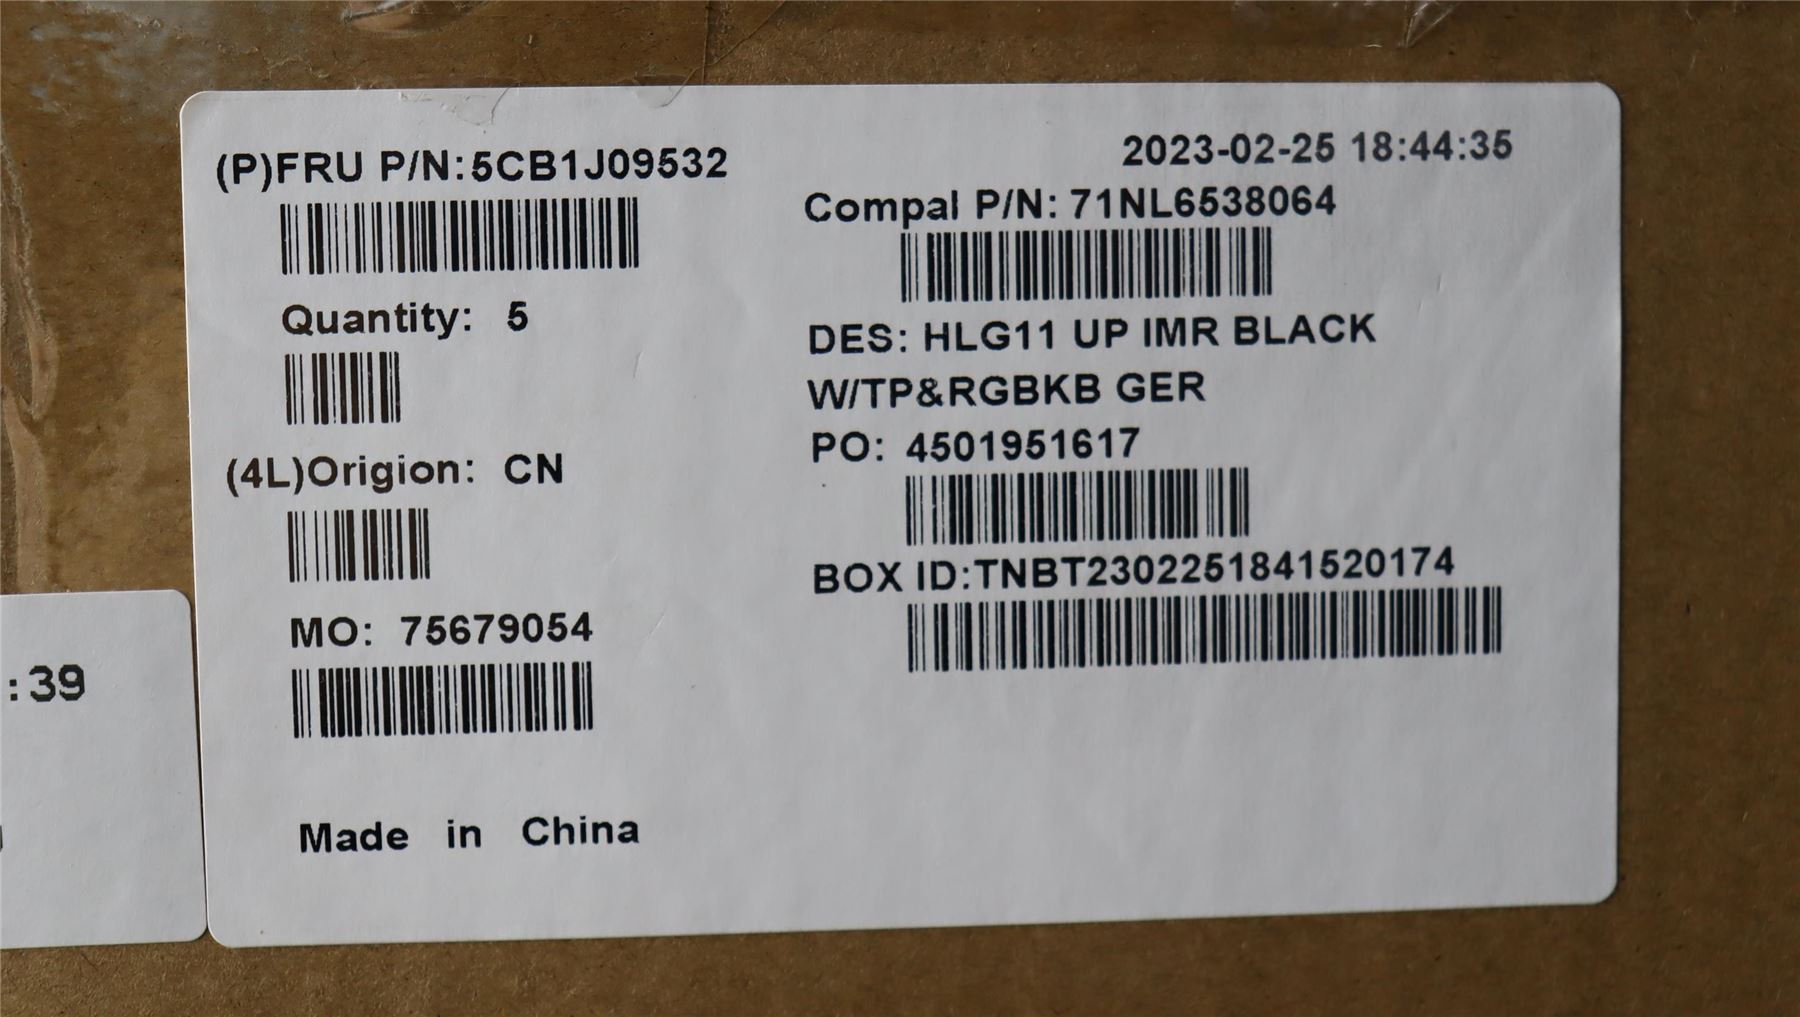 (P)FRU P/N:5CB1J09532
Quantity: 5
(4L)Origion: CN
MO: 75679054
Made in China
2023-02-25 18:44:35
Compal P/N: 71NL6538064
DES: HLG11 UP IMR BLACK
W/TP&RGBKB GER
PO: 4501951617
BOX ID:TNBT2302251841520174
:39